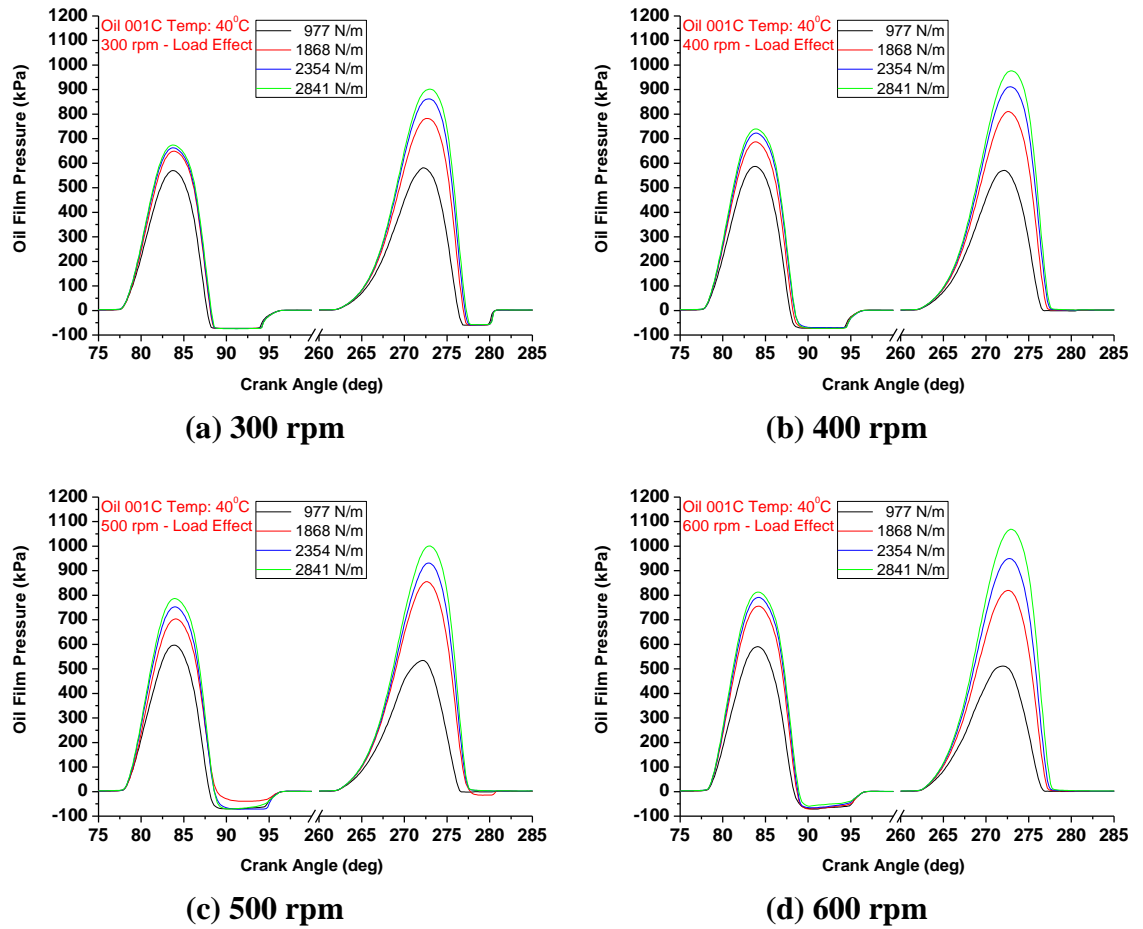 Oil 001C Temp: 40⁰C
300 rpm - Load Effect
977 N/m
1868 N/m
2354 N/m
2841 N/m
1200
1100
1000
900
800
700
600
500
400
300
200
100
0
-100
Oil Film Pressure (kPa)
75 80 85 90 95 260 265 270 275 280 285
Crank Angle (deg)
(a) 300 rpm
Oil 001C Temp: 40⁰C
400 rpm - Load Effect
977 N/m
1868 N/m
2354 N/m
2841 N/m
1200
1100
1000
900
800
700
600
500
400
300
200
100
0
-100
Oil Film Pressure (kPa)
75 80 85 90 95 260 265 270 275 280 285
Crank Angle (deg)
(b) 400 rpm
Oil 001C Temp: 40⁰C
500 rpm - Load Effect
977 N/m
1868 N/m
2354 N/m
2841 N/m
1200
1100
1000
900
800
700
600
500
400
300
200
100
0
-100
Oil Film Pressure (kPa)
75 80 85 90 95 260 265 270 275 280 285
Crank Angle (deg)
(c) 500 rpm
Oil 001C Temp: 40⁰C
600 rpm - Load Effect
977 N/m
1868 N/m
2354 N/m
2841 N/m
1200
1100
1000
900
800
700
600
500
400
300
200
100
0
-100
Oil Film Pressure (kPa)
75 80 85 90 95 260 265 270 275 280 285
Crank Angle (deg)
(d) 600 rpm